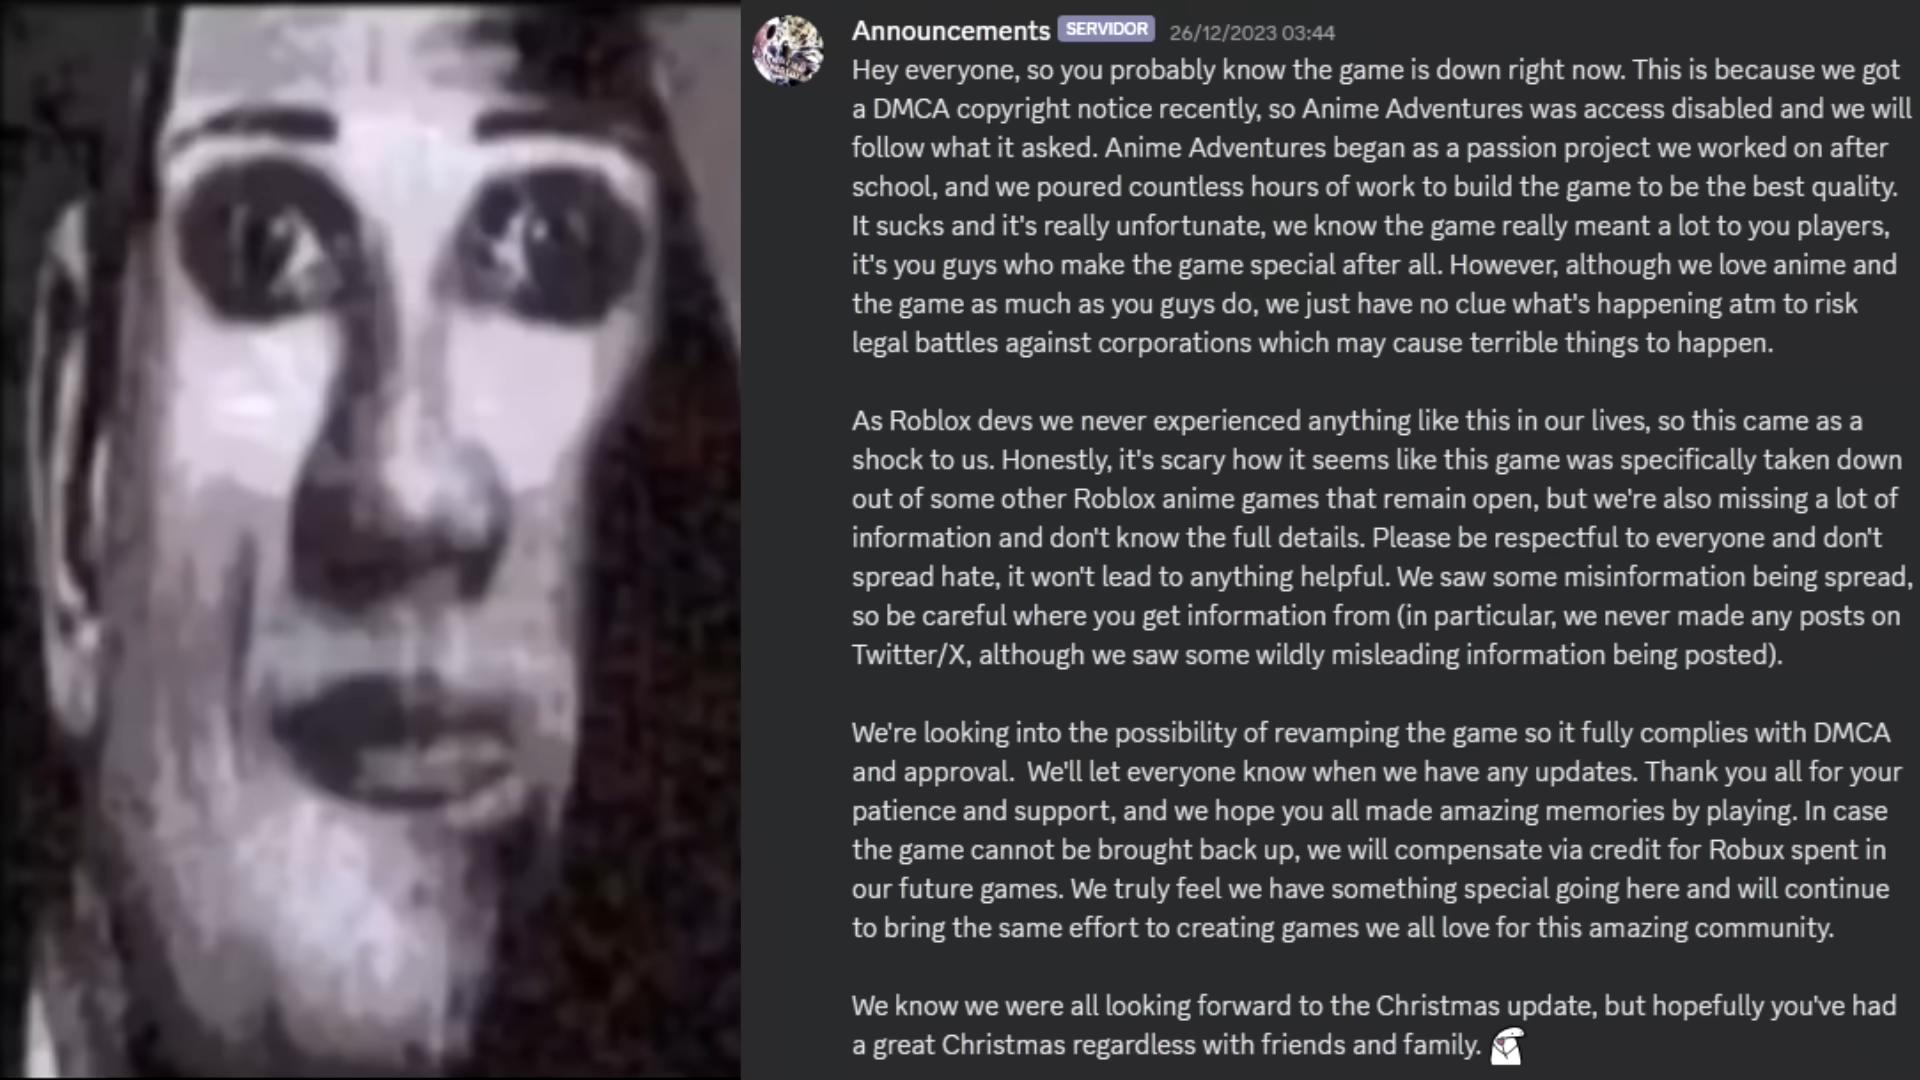 Announcements SERVIDOR 26/12/2023 03:44
Hey everyone, so you probably know the game is down right now. This is because we got
a DMCA copyright notice recently, so Anime Adventures was access disabled and we will
follow what it asked. Anime Adventures began as a passion project we worked on after
school, and we poured countless hours of work to build the game to be the best quality.
It sucks and it's really unfortunate, we know the game really meant a lot to you players,
it's you guys who make the game special after all. However, although we love anime and
the game as much as you guys do, we just have no clue what's happening atm to risk
legal battles against corporations which may cause terrible things to happen.
As Roblox devs we never experienced anything like this in our lives, so this came as a
shock to us. Honestly, it's scary how it seems like this game was specifically taken down
out of some other Roblox anime games that remain open, but we're also missing a lot of
information and don't know the full details. Please be respectful to everyone and don't
spread hate, it won't lead to anything helpful. We saw some misinformation being spread,
so be careful where you get information from (in particular, we never made any posts on
Twitter/X, although we saw some wildly misleading information being posted).
We're looking into the possibility of revamping the game so it fully complies with DMCA
and approval.  We'll let everyone know when we have any updates. Thank you all for your
patience and support, and we hope you all made amazing memories by playing. In case
the game cannot be brought back up, we will compensate via credit for Robux spent in
our future games. We truly feel we have something special going here and will continue
to bring the same effort to creating games we all love for this amazing community.
We know we were all looking forward to the Christmas update, but hopefully you've had
a great Christmas regardless with friends and family.